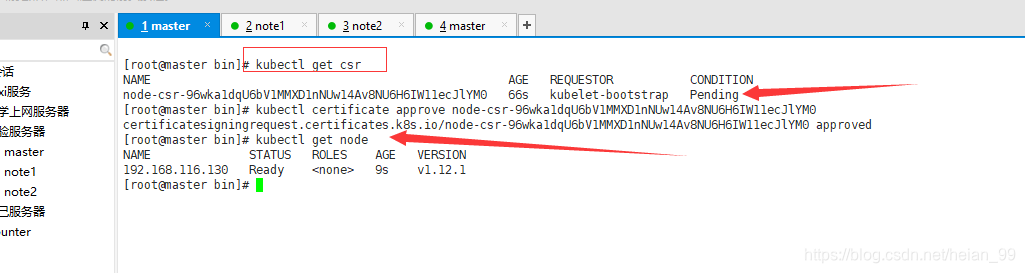 1 master
2 note1
3 note2
4 master
会话
xi服务
学上网服务器
验服务器
master
note1
note2
己服务器
ounter
[root@master bin]# kubectl get csr
NAME AGE REQUESTOR CONDITION
node-csr-96wka1dqU6bV1MMXD1nNUw14Av8NU6H6IW11ecJlYM0 66s kubelet-bootstrap Pending
[root@master bin]# kubectl certificate approve node-csr-96wka1dqU6bV1MMXD1nNUw14Av8NU6H6IW11ecJlYM0
certificatesigningrequest.certificates.k8s.io/node-csr-96wka1dqU6bV1MMXD1nNUw14Av8NU6H6IW11ecJlYM0 approved
[root@master bin]# kubectl get node
NAME STATUS ROLES AGE VERSION
192.168.116.130 Ready <none> 9s v1.12.1
[root@master bin]#
https://blog.csdn.net/heian_99